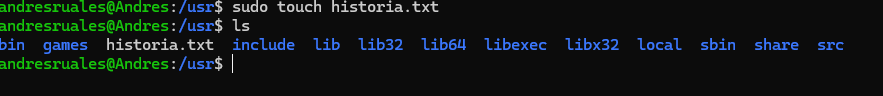 andresruales@Andres:/usr$ sudo touch historia.txt
andresruales@Andres:/usr$ ls
bin games historia.txt include lib lib32 lib64 libexec libx32 local sbin share src
andresruales@Andres:/usr$